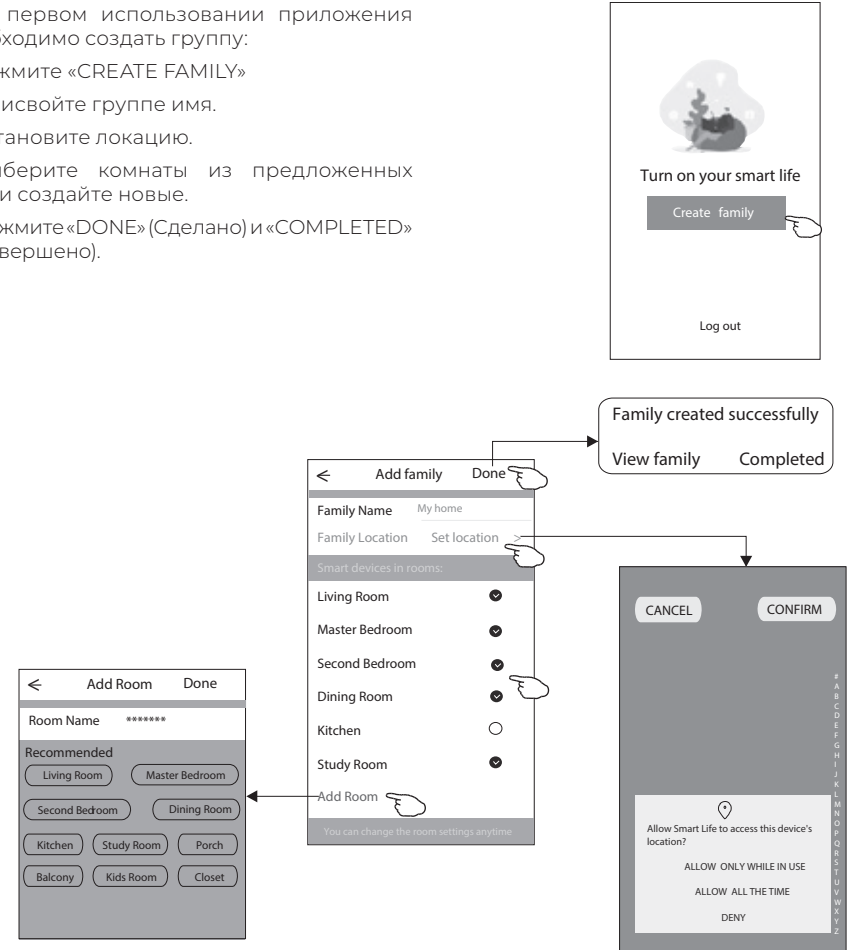 первом использовании приложения
ходимо создать группу:
жмите «CREATE FAMILY»
исвойте группе имя.
тановите локацию.
берите комнаты из предложенных
и создайте новые.
жмите «DONE» (Сделано) и «COMPLETED»
вершено).
Turn on your smart life
Create family
Log out
Family created successfully
View family Completed
Add family Done
Family Name My home
Family Location Set location >
Smart devices in rooms:
Living Room
Master Bedroom
Second Bedroom
Dining Room
Kitchen
Study Room
Add Room
You can change the room settings anytime
Add Room Done
Room Name *******
Recommended
Living Room Master Bedroom
Second Bedroom Dining Room
Kitchen Study Room Porch
Balcony Kids Room Closet
CANCEL CONFIRM
#
A
B
C
D
E
F
G
H
I
J
K
L
M
N
O
P
Q
R
S
T
U
V
W
X
Y
Z
Allow Smart Life to access this device's
location?
ALLOW ONLY WHILE IN USE
ALLOW ALL THE TIME
DENY